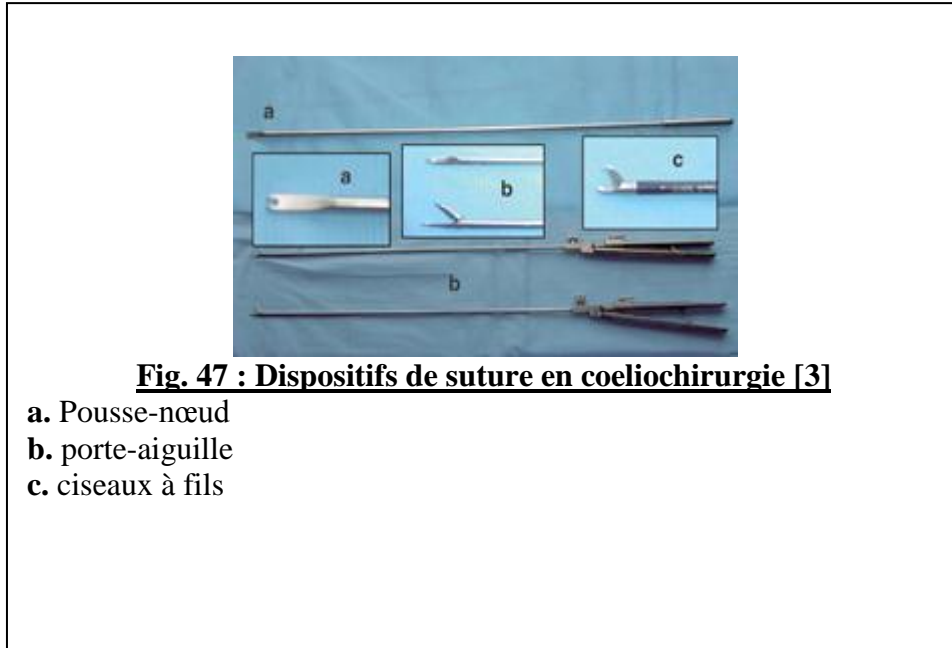 a
a
b
c
b
Fig. 47 : Dispositifs de suture en coeliochirurgie [3]
a. Pousse-nœud
b. porte-aiguille
c. ciseaux à fils